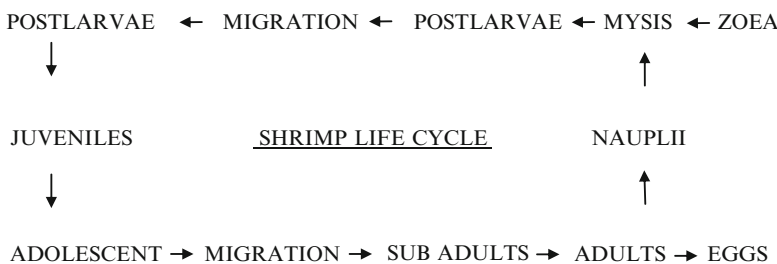 POSTLARVAE ← MIGRATION ← POSTLARVAE ← MYSIS ← ZOEA
JUVENILES SHRIMP LIFE CYCLE NAUPLII
ADOLESCENT → MIGRATION → SUB ADULTS → ADULTS → EGGS